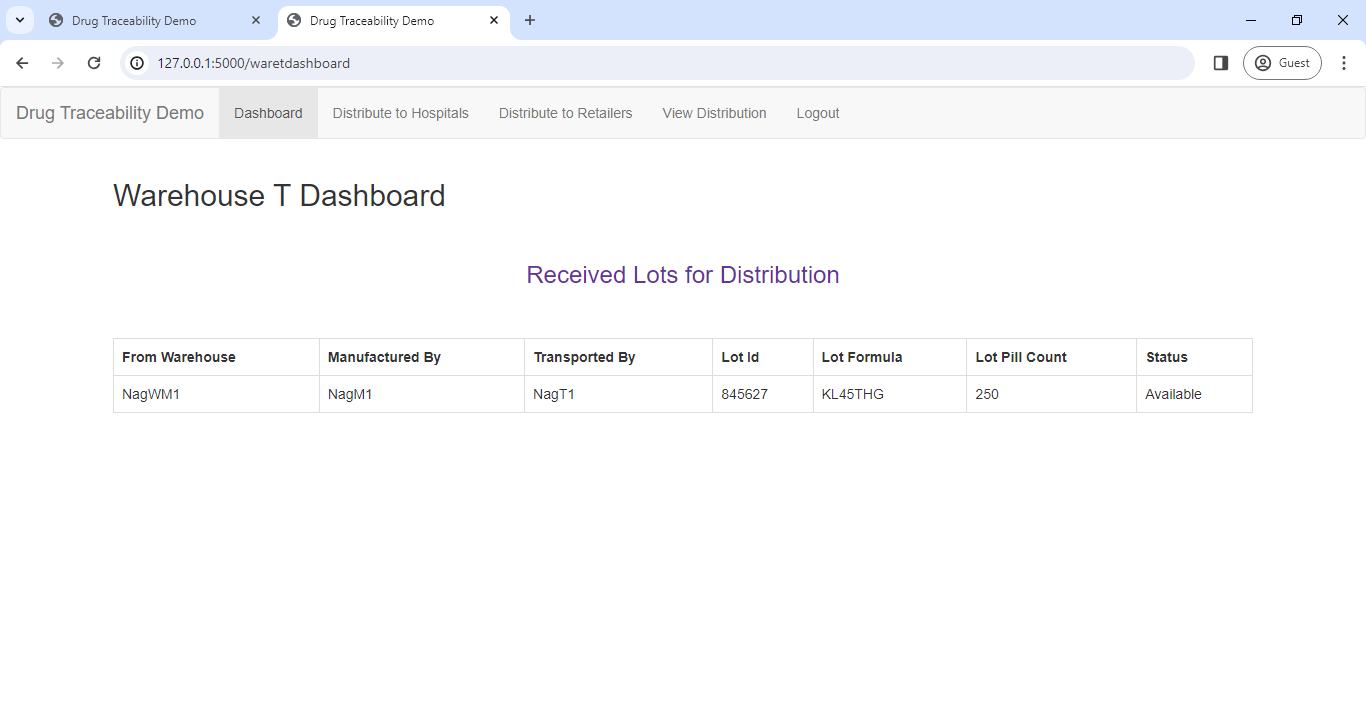 Drug Traceability Demo Drug Traceability Demo
127.0.0.1:5000/waretdashboard Guest
Drug Traceability Demo Dashboard Distribute to Hospitals Distribute to Retailers View Distribution Logout
Warehouse T Dashboard
Received Lots for Distribution
From Warehouse Manufactured By Transported By Lot Id Lot Formula Lot Pill Count Status
NagWM1 NagM1 NagT1 845627 KL45THG 250 Available